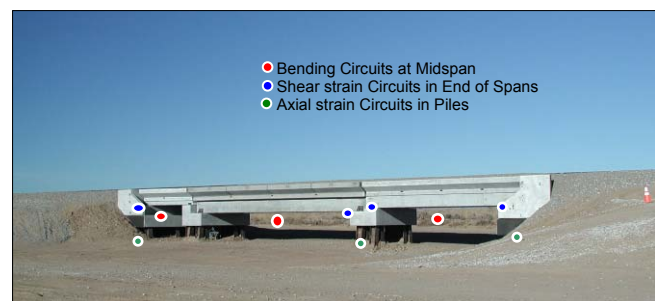 Bending Circuits at Midspan
Shear strain Circuits in End of Spans
Axial strain Circuits in Piles